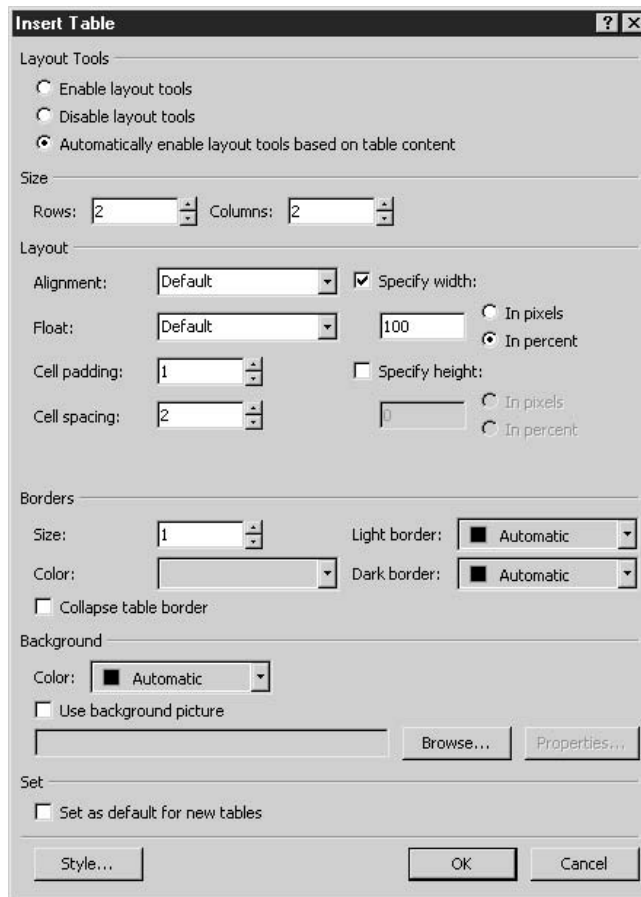 Insert Table
Layout Tools
Enable layout tools
Disable layout tools
Automatically enable layout tools based on table content
Size
Rows: 2 Columns: 2
Layout
Alignment: Default Specify width:
Float: Default 100 In pixels
In percent
Cell padding: 1 Specify height:
Cell spacing: 2 0 In pixels
In percent
Borders
Size: 1 Light border: Automatic
Color: Dark border: Automatic
Collapse table border
Background
Color: Automatic
Use background picture
Browse... Properties...
Set
Set as default for new tables
Style... OK Cancel